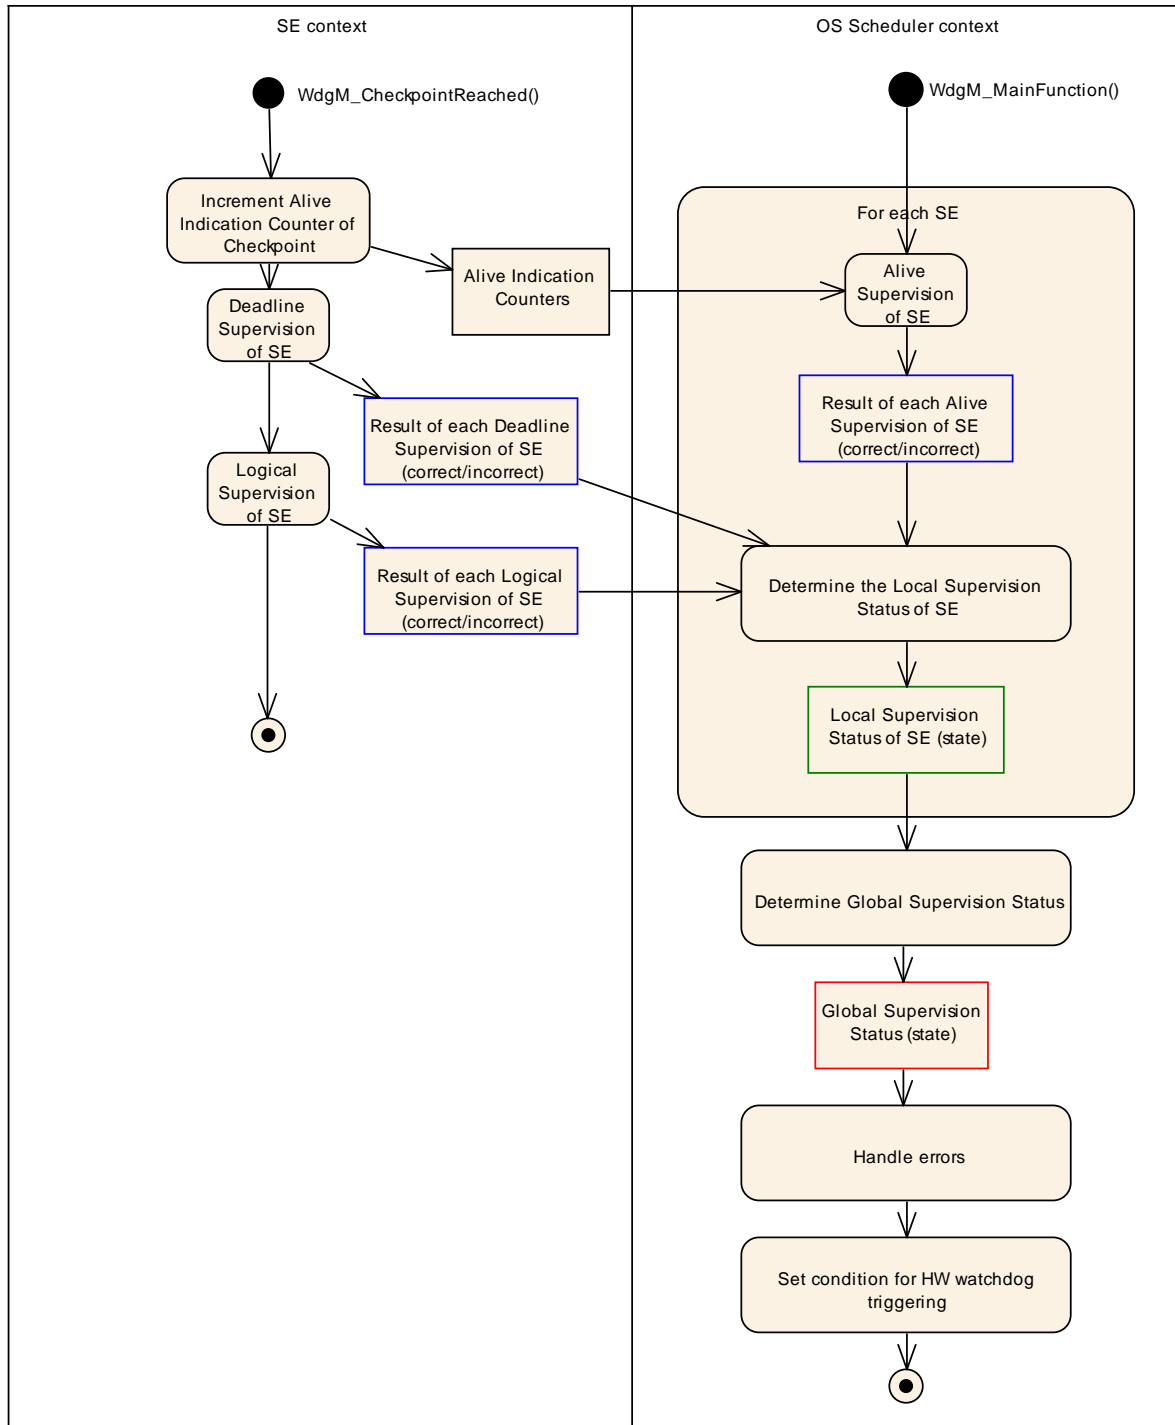 SE context
WdgM_CheckpointReached()
Increment Alive
Indication Counter of
Checkpoint
Alive Indication
Counters
Deadline
Supervision
of SE
Result of each Deadline
Supervision of SE
(correct/incorrect)
Logical
Supervision
of SE
Result of each Logical
Supervision of SE
(correct/incorrect)
OS Scheduler context
WdgM_MainFunction()
For each SE
Alive
Supervision
of SE
Result of each Alive
Supervision of SE
(correct/incorrect)
Determine the Local Supervision
Status of SE
Local Supervision
Status of SE (state)
Determine Global Supervision Status
Global Supervision
Status (state)
Handle errors
Set condition for HW watchdog
triggering